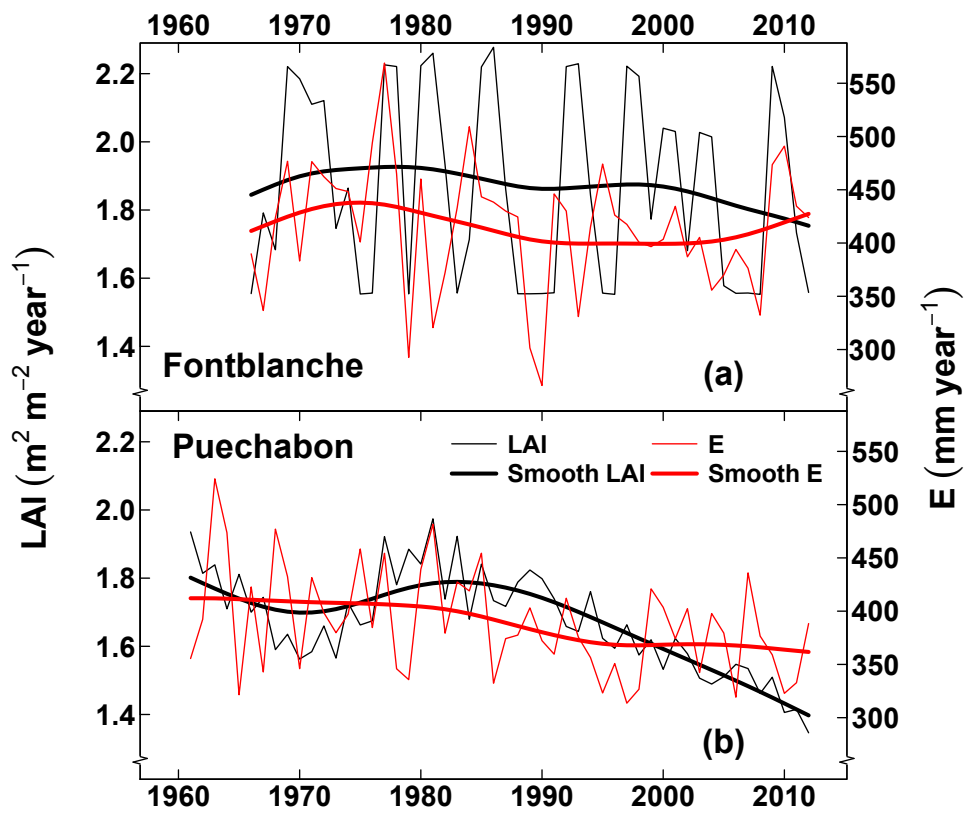 1960 1970 1980 1990 2000 2010
2.2
2.0
1.8
1.6
1.4
550
500
450
400
350
300
Fontblanche
(a)
LAI (m² m⁻² year⁻¹)
E (mm year⁻¹)
Puechabon
LAI E
Smooth LAI Smooth E
2.2
2.0
1.8
1.6
1.4
550
500
450
400
350
300
(b)
1960 1970 1980 1990 2000 2010